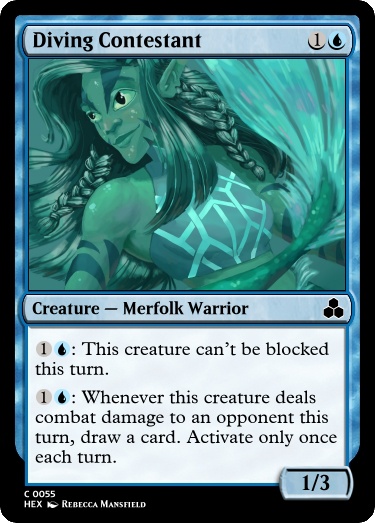 Diving Contestant 1
Creature — Merfolk Warrior
1: This creature can't be blocked
this turn.
1: Whenever this creature deals
combat damage to an opponent this
turn, draw a card. Activate only once
each turn.
1/3
C 0055
HEX Rebecca Mansfield